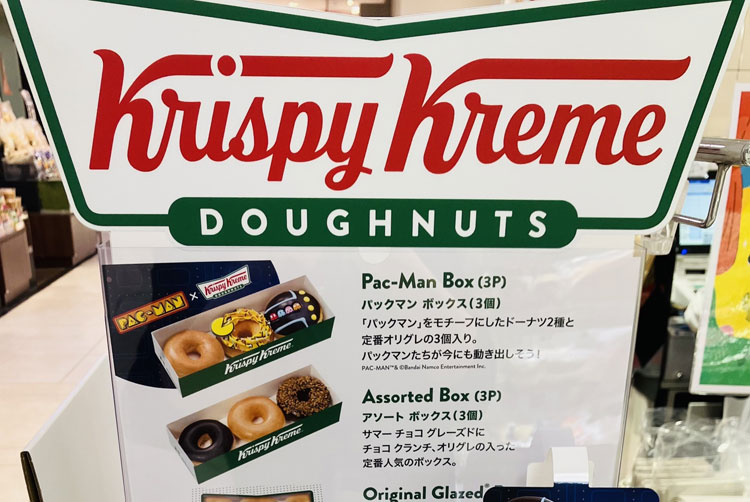 Krispy Kreme
DOUGHNUTS
Pac-Man Box (3P)
パックマン ボックス(3個)
「パックマン」をモチーフにしたドーナツ2種と
定番オリグレの3個入り。
パックマンたちが今にも動き出しそう!
PAC-MAN™& ©Bandai Namco Entertainment Inc.
PAC-MAN
×
Krispy Kreme
DOUGHNUTS
Krispy Kreme
Assorted Box (3P)
アソート ボックス(3個)
サマー チョコ グレーズドに
チョコ クランチ、オリグレの入った
定番人気のボックス。
Krispy Kreme
Original Glazed®